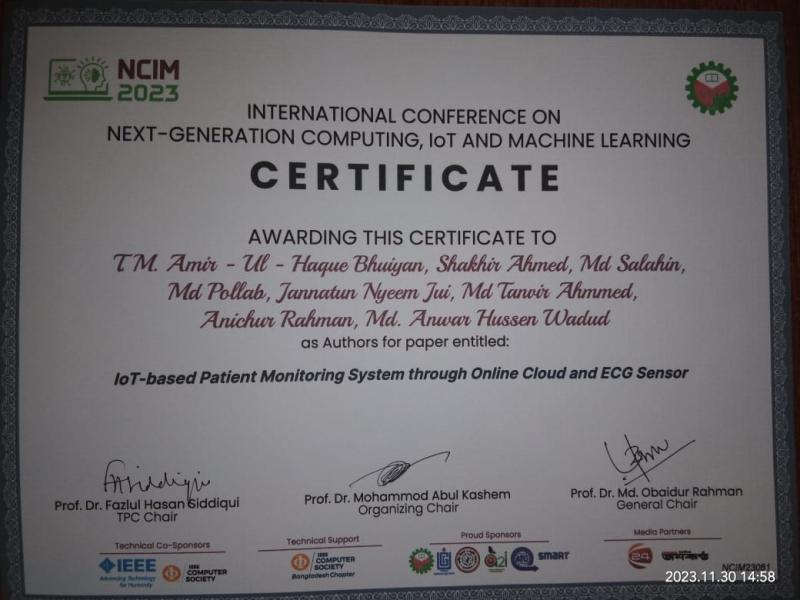 NCIM
2023
INTERNATIONAL CONFERENCE ON
NEXT-GENERATION COMPUTING, IoT AND MACHINE LEARNING
CERTIFICATE
AWARDING THIS CERTIFICATE TO
T M. Amir - Ul - Haque Bhuiyan, Shakhir Ahmed, Md Salahin,
Md Pollab, Jannatun Nyeem Jui, Md Tanvir Ahmmed,
Anichur Rahman, Md. Anwar Hussen Wadud
as Authors for paper entitled:
IoT-based Patient Monitoring System through Online Cloud and ECG Sensor
Prof. Dr. Fazlul Hasan Siddiqui
TPC Chair
Prof. Dr. Mohammod Abul Kashem
Organizing Chair
Prof. Dr. Md. Obaidur Rahman
General Chair
Technical Co-Sponsors
IEEE
Advancing Technology
for Humanity
IEEE
COMPUTER
SOCIETY
Technical Support
IEEE
COMPUTER
SOCIETY
Bangladesh Chapter
Proud Sponsors
SMART
Media Partners
24
NCIM23061
2023.11.30 14:58